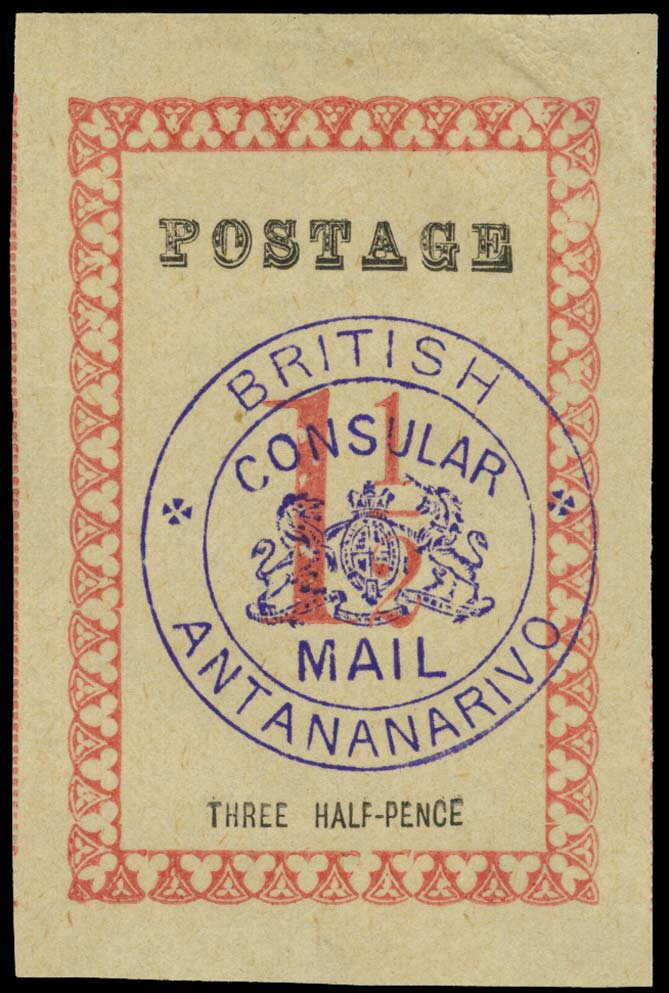 POSTAGE
BRITISH
CONSULAR
1½
MAIL
ANTANANARIVO
THREE HALF-PENCE